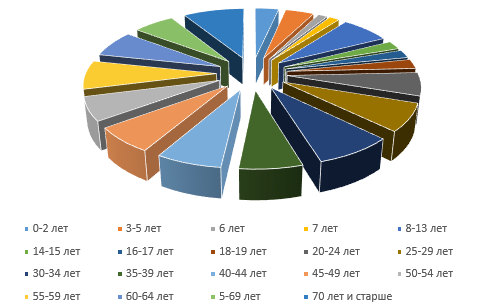 0-2 лет 3-5 лет 6 лет 7 лет 8-13 лет
14-15 лет 16-17 лет 18-19 лет 20-24 лет 25-29 лет
30-34 лет 35-39 лет 40-44 лет 45-49 лет 50-54 лет
55-59 лет 60-64 лет 5-69 лет 70 лет и старше